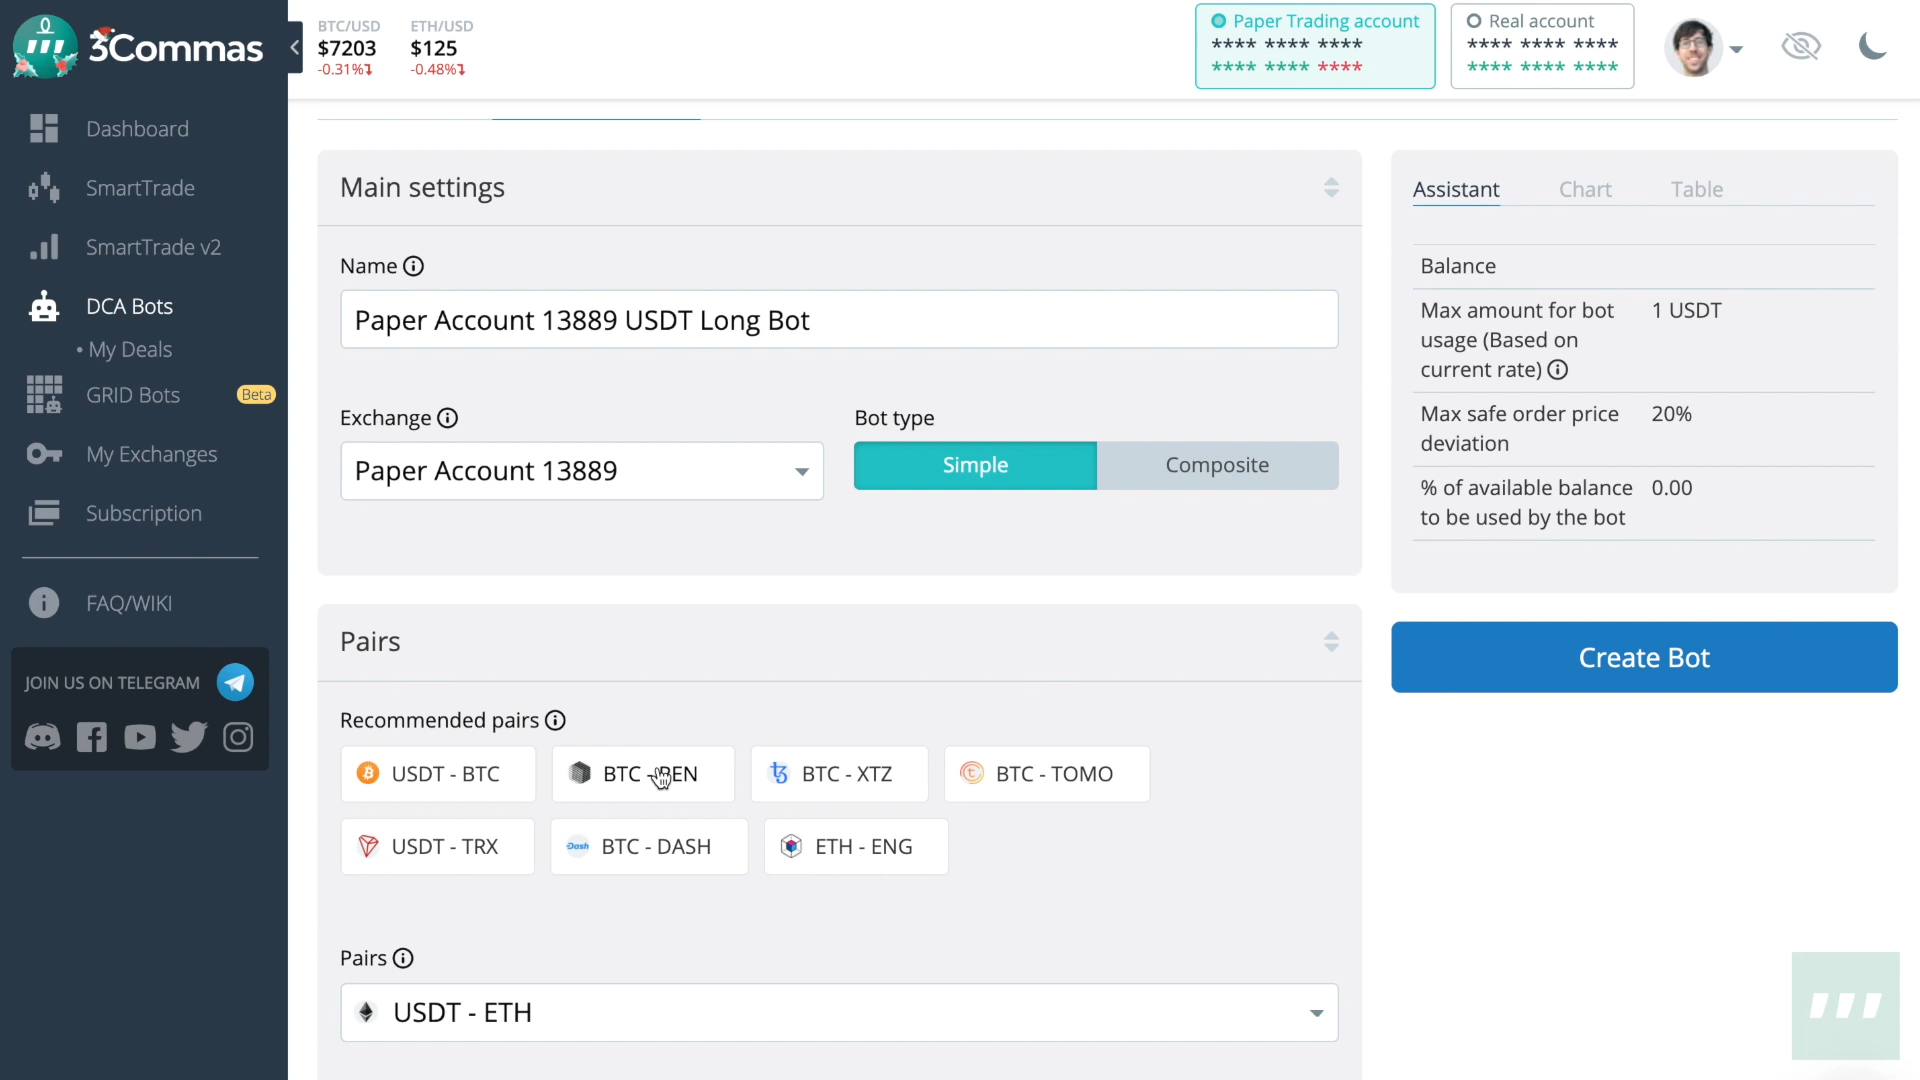 3Commas
BTC/USD
$7203
-0.31%
ETH/USD
$125
-0.48%
Paper Trading account
**** **** ****
**** **** ****
Real account
**** **** ****
**** **** ****
Dashboard
SmartTrade
SmartTrade v2
DCA Bots
• My Deals
GRID Bots
Beta
My Exchanges
Subscription
FAQ/WIKI
JOIN US ON TELEGRAM
Main settings
Name
Paper Account 13889 USDT Long Bot
Exchange
Paper Account 13889
Bot type
Simple
Composite
Pairs
Recommended pairs
USDT - BTC
BTC - REN
BTC - XTZ
BTC - TOMO
USDT - TRX
Dash
BTC - DASH
ETH - ENG
Pairs
USDT - ETH
Assistant
Chart
Table
Balance
Max amount for bot
usage (Based on
current rate)
1 USDT
Max safe order price
deviation
20%
% of available balance
to be used by the bot
0.00
Create Bot